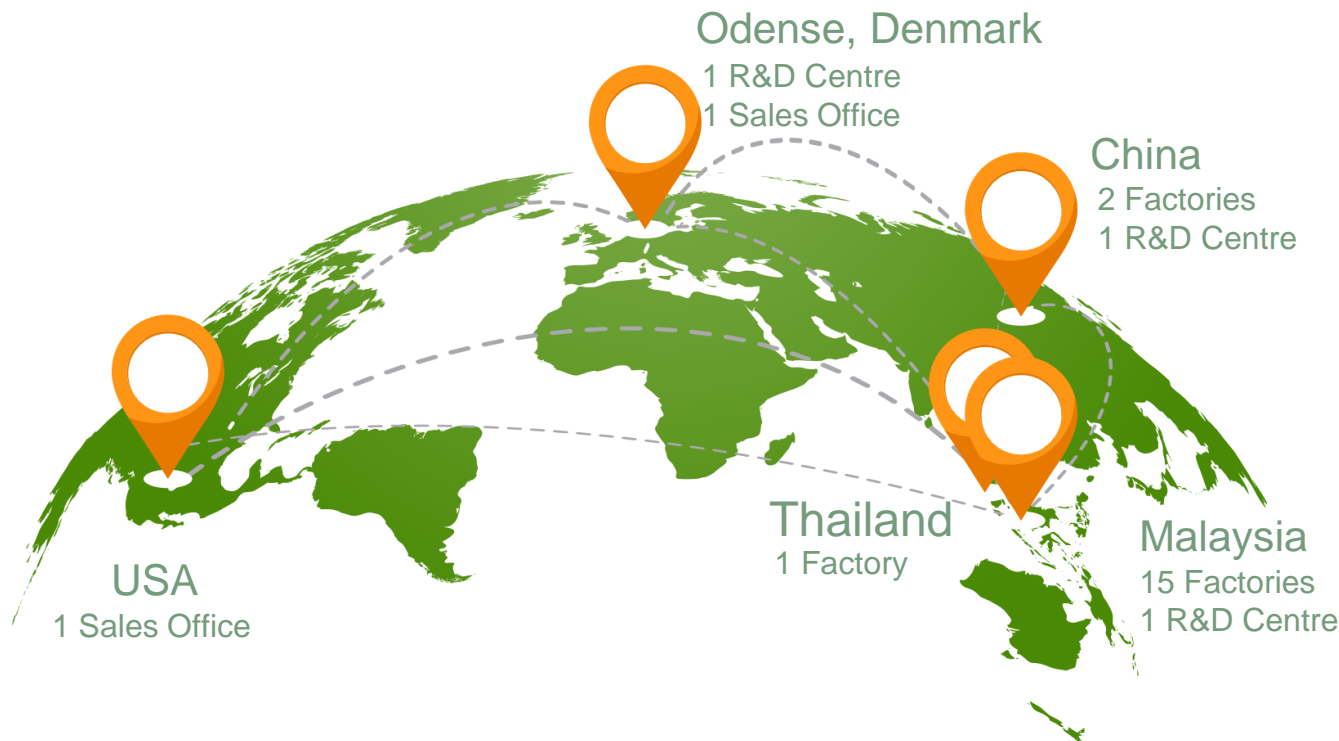 Odense, Denmark
1 R&D Centre
1 Sales Office
China
2 Factories
1 R&D Centre
Thailand
1 Factory
Malaysia
15 Factories
1 R&D Centre
USA
1 Sales Office